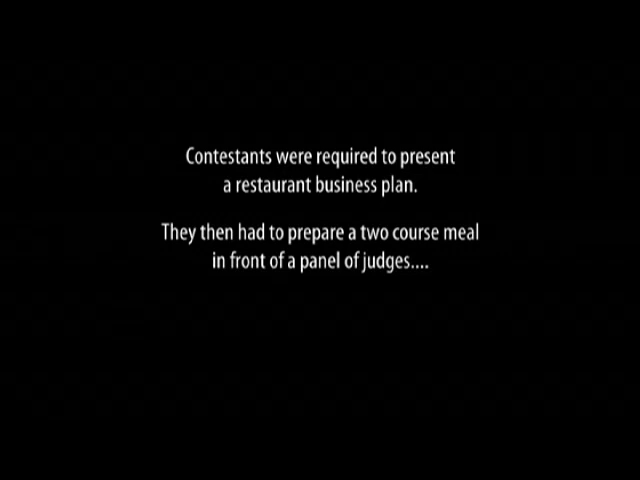 Contestants were required to present
a restaurant business plan.
They then had to prepare a two course meal
in front of a panel of judges....